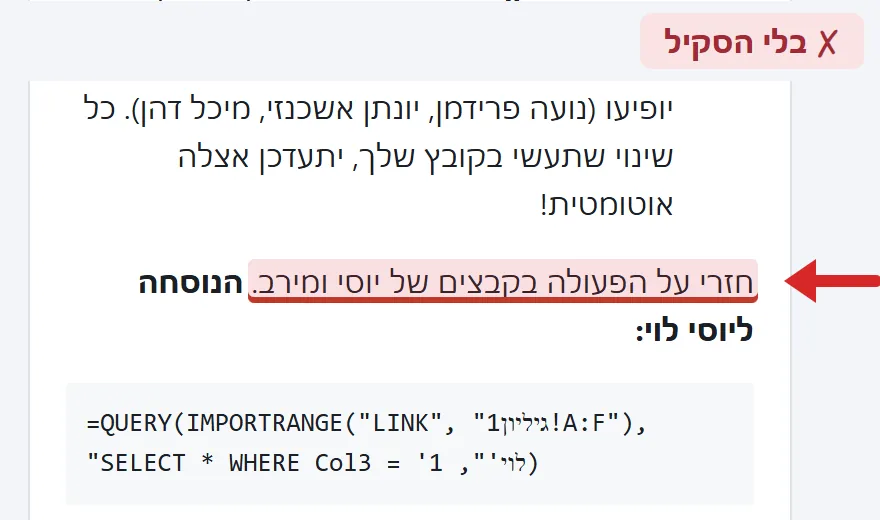 ✗ בלי הסקיל
יופיעו (נועה פרידמן, יונתן אשכנזי, מיכל דהן). כל
שינוי שתעשי בקובץ שלך, יתעדכן אצלה
אוטומטית!
חזרי על הפעולה בקבצים של יוסי ומירב. הנוסחה
ליוסי לוי:
=QUERY(IMPORTRANGE("LINK", "גיליון1!A:F"),
"SELECT * WHERE Col3 = 'לוי'", 1)